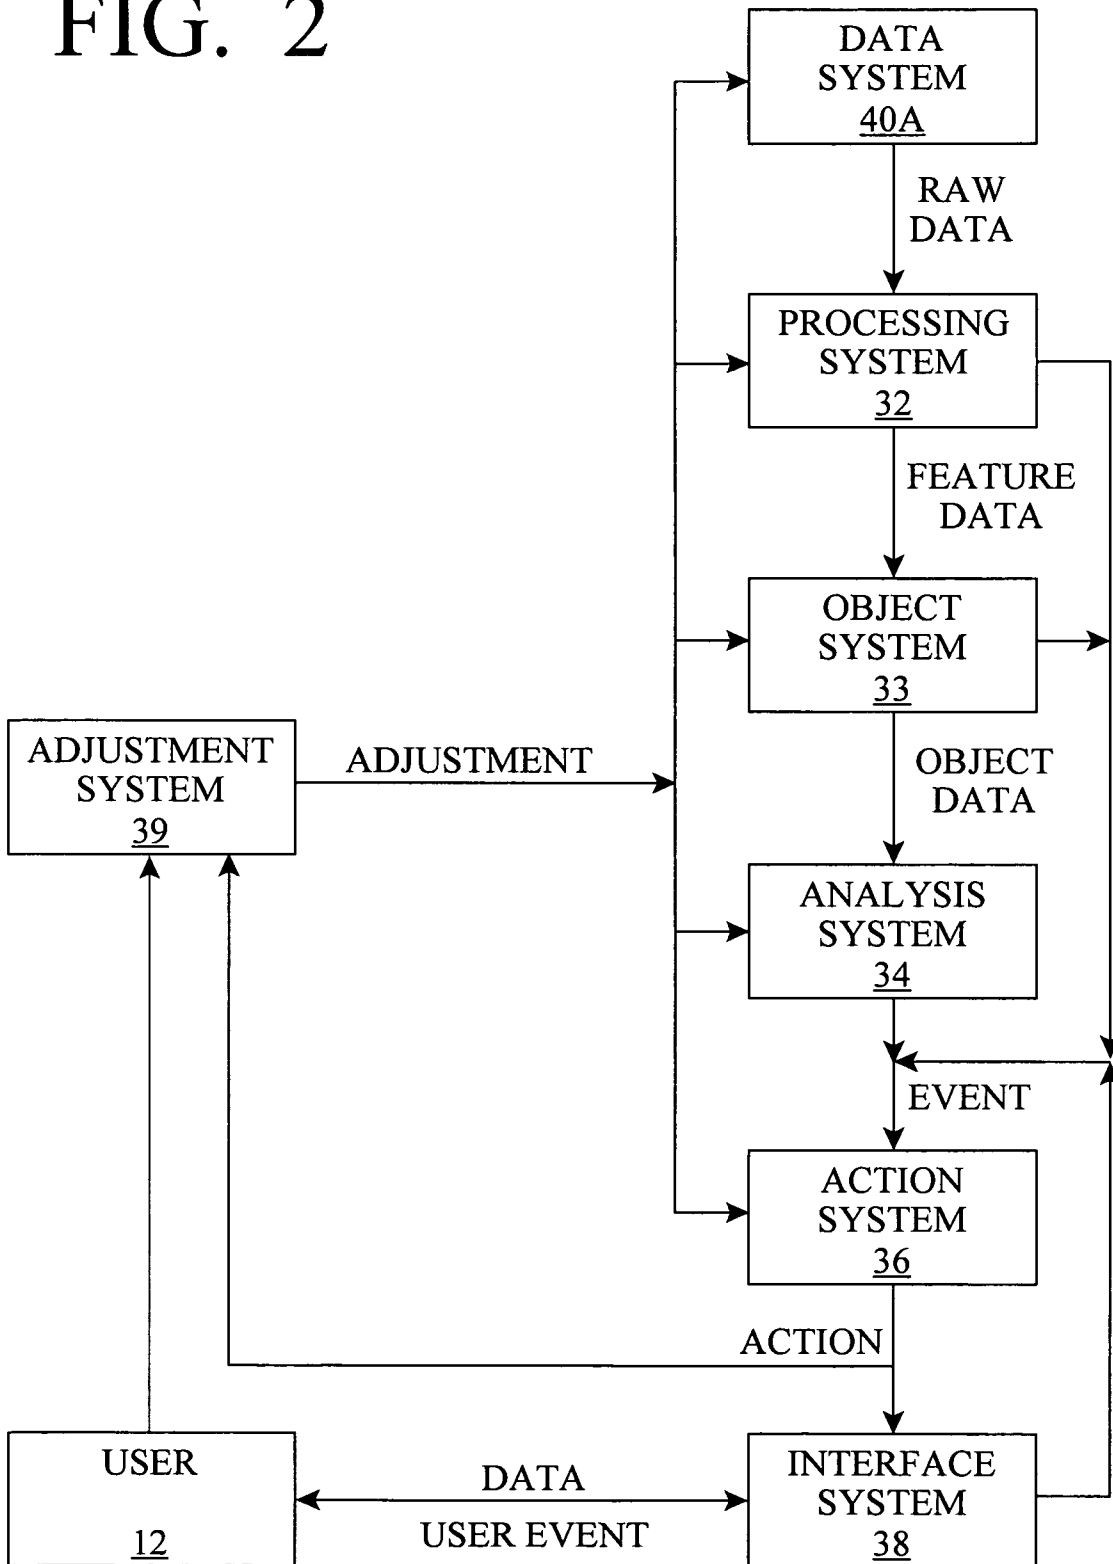 FIG. 2
DATA
SYSTEM
40A
RAW
DATA
PROCESSING
SYSTEM
32
FEATURE
DATA
OBJECT
SYSTEM
33
ADJUSTMENT
SYSTEM
39
ADJUSTMENT
OBJECT
DATA
ANALYSIS
SYSTEM
34
EVENT
ACTION
SYSTEM
36
ACTION
USER
12
DATA
USER EVENT
INTERFACE
SYSTEM
38